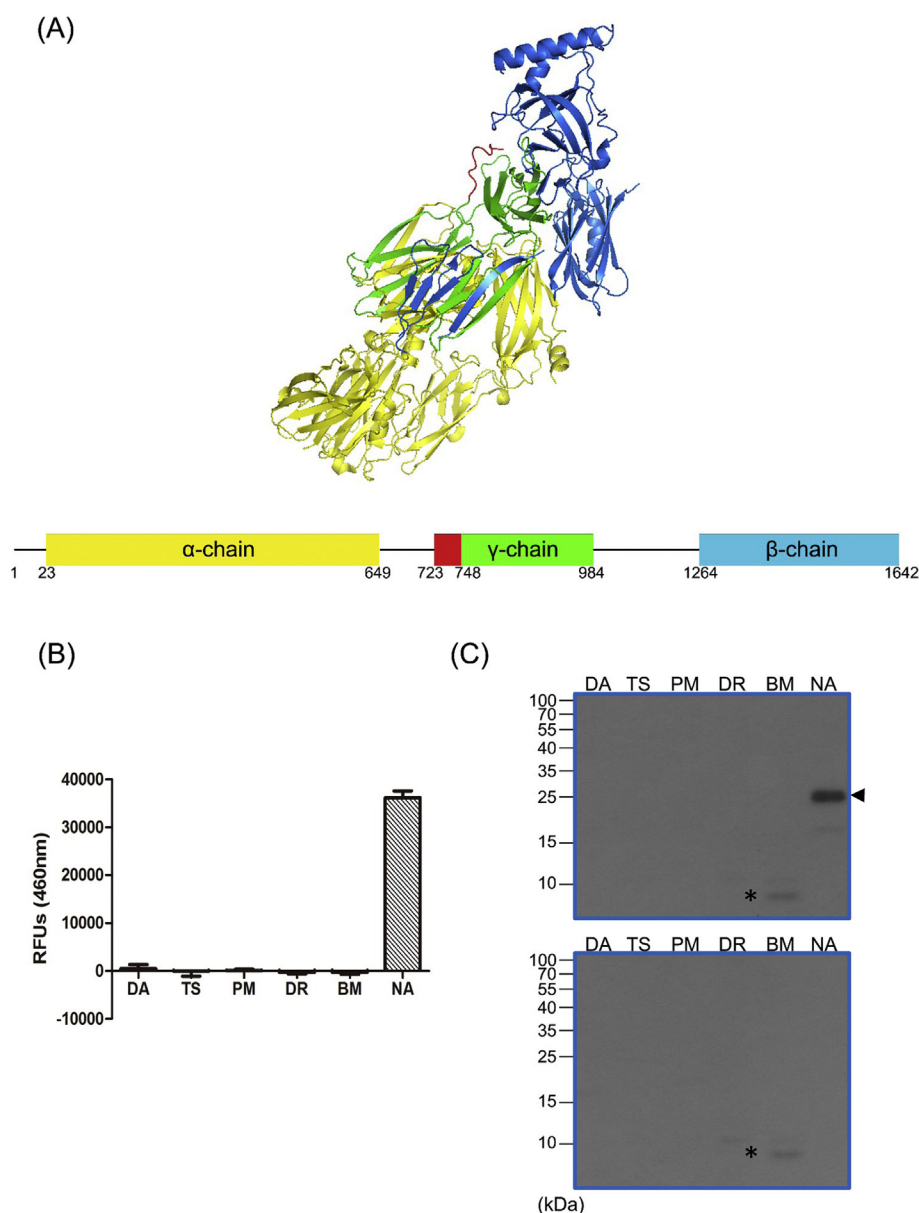 (A)
α-chain γ-chain β-chain
1 23 649 723 748 984 1264 1642
(B)
RFUs (460nm)
40000
30000
20000
10000
0
-10000
DA TS PM DR BM NA
(C)
DA TS PM DR BM NA
100
70
55
40
35
25
15
10
*
DA TS PM DR BM NA
100
70
55
40
35
25
15
10
*
(kDa)